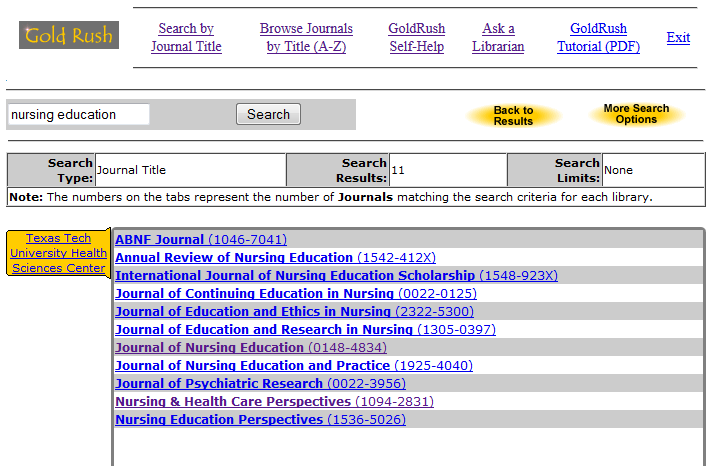 Gold Rush
Search by
Journal Title
Browse Journals
by Title (A-Z)
GoldRush
Self-Help
Ask a
Librarian
GoldRush
Tutorial (PDF)
Exit
nursing education
Search
Back to
Results
More Search
Options
Search
Type:
Journal Title
Search
Results:
11
Search
Limits:
None
Note: The numbers on the tabs represent the number of Journals matching the search criteria for each library.
Texas Tech
University Health
Sciences Center
ABNF Journal (1046-7041)
Annual Review of Nursing Education (1542-412X)
International Journal of Nursing Education Scholarship (1548-923X)
Journal of Continuing Education in Nursing (0022-0125)
Journal of Education and Ethics in Nursing (2322-5300)
Journal of Education and Research in Nursing (1305-0397)
Journal of Nursing Education (0148-4834)
Journal of Nursing Education and Practice (1925-4040)
Journal of Psychiatric Research (0022-3956)
Nursing & Health Care Perspectives (1094-2831)
Nursing Education Perspectives (1536-5026)